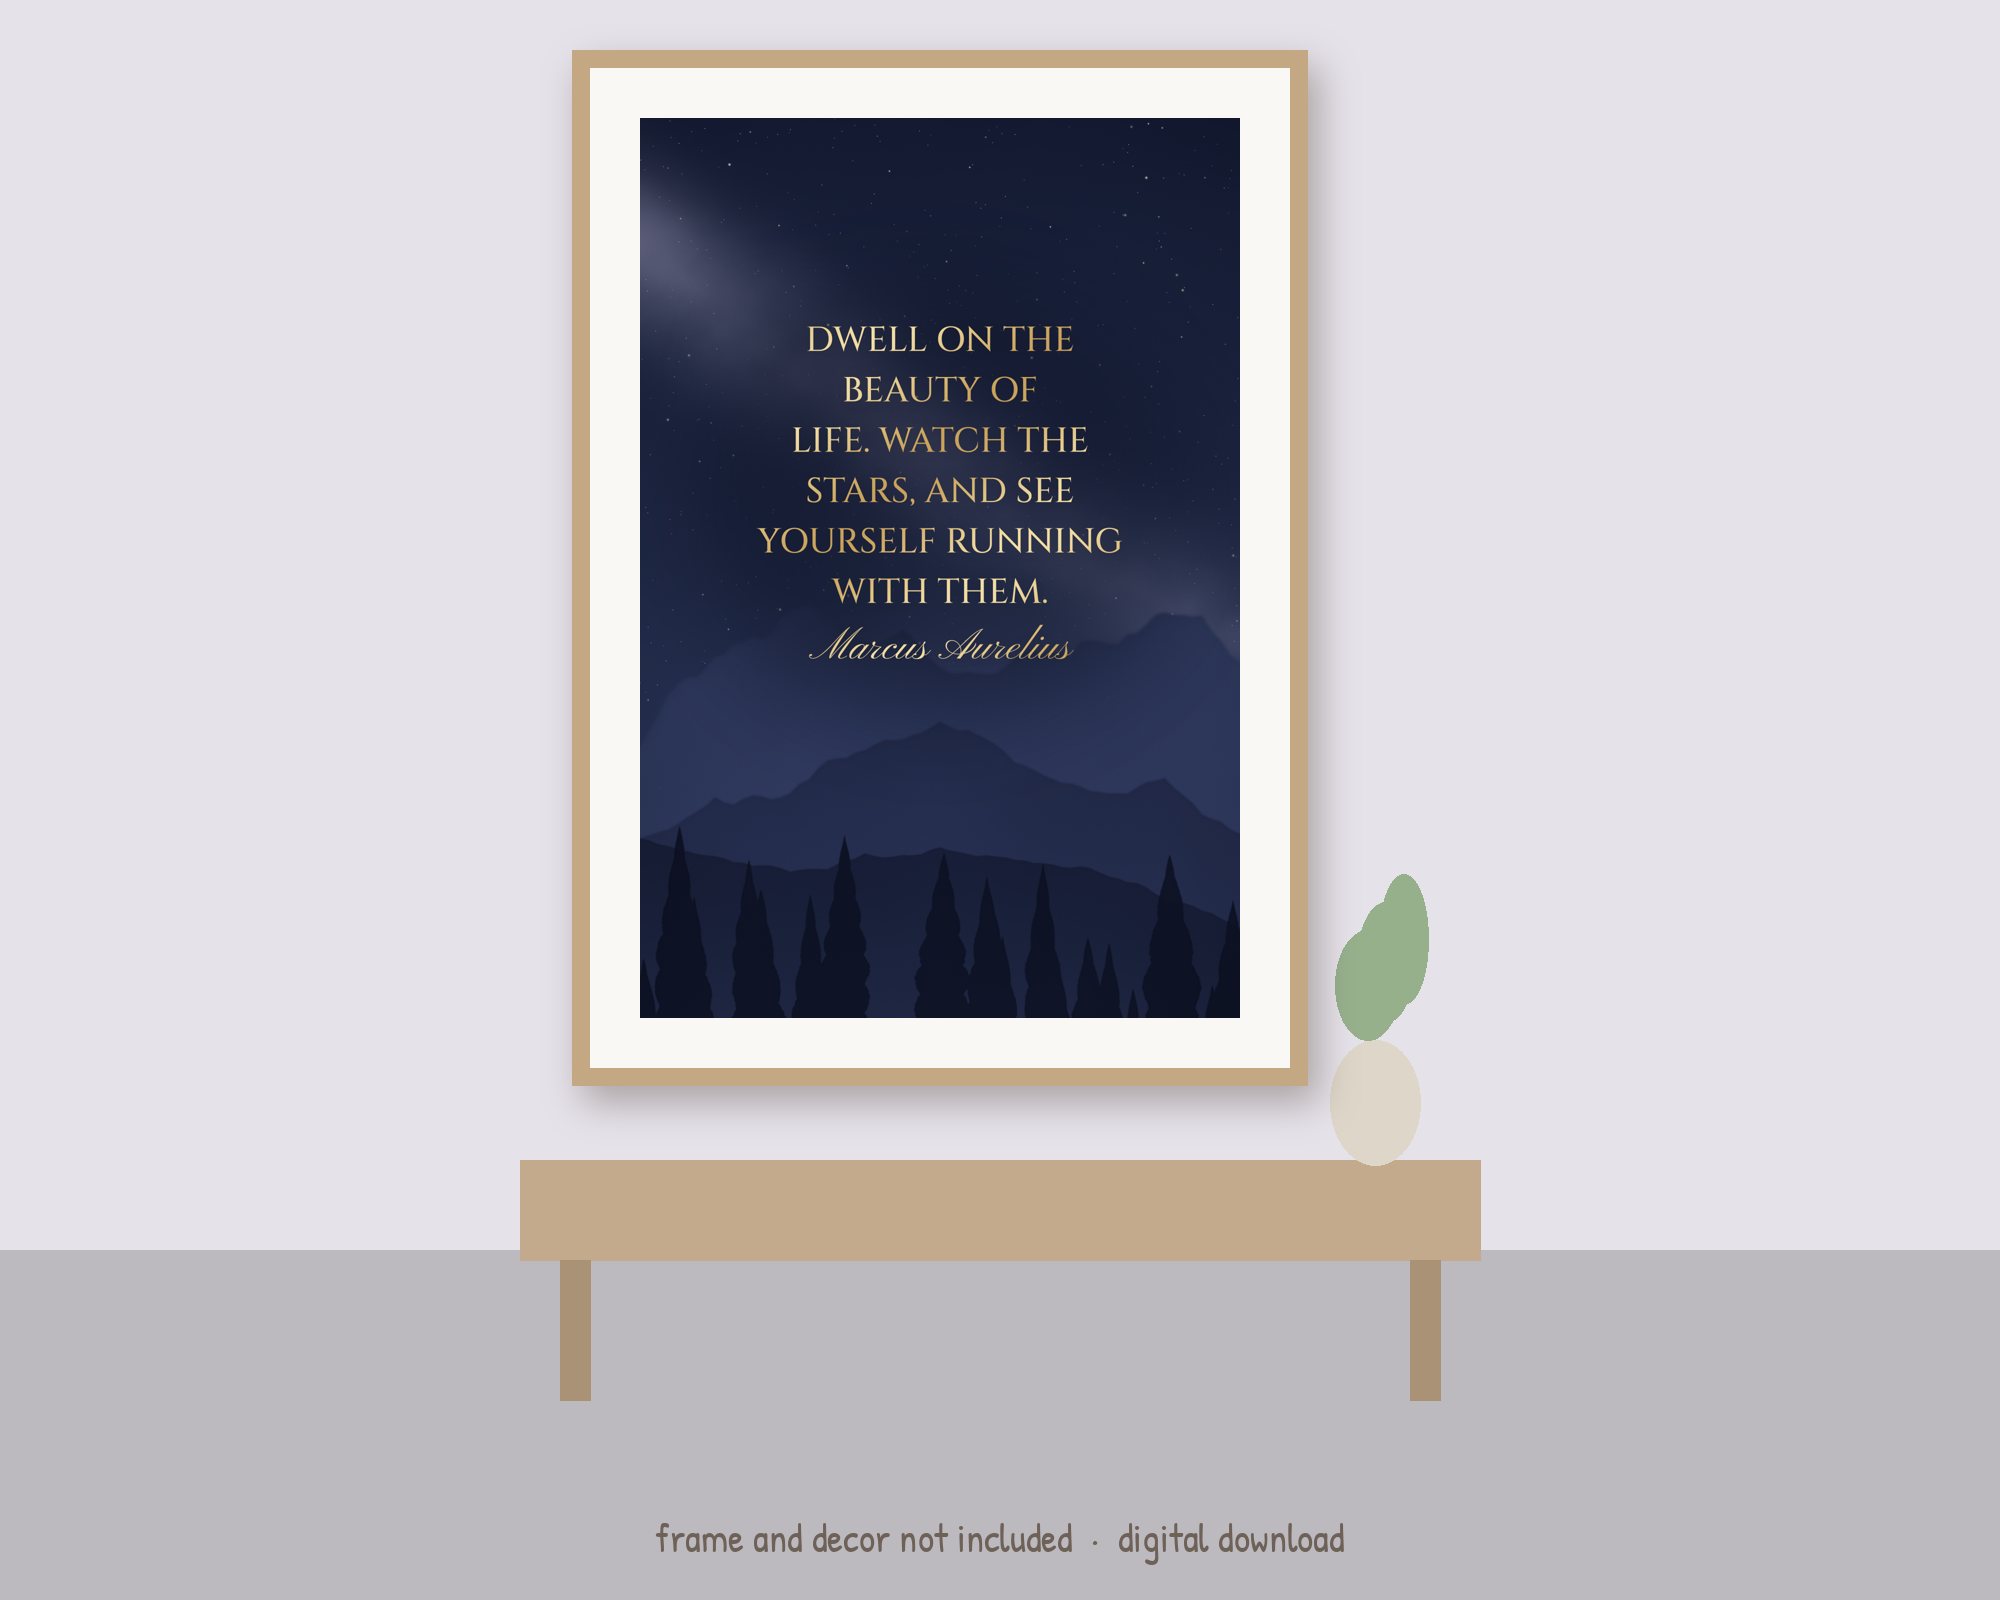 DWELL ON THE
BEAUTY OF
LIFE. WATCH THE
STARS, AND SEE
YOURSELF RUNNING
WITH THEM.
Marcus Aurelius
frame and decor not included · digital download